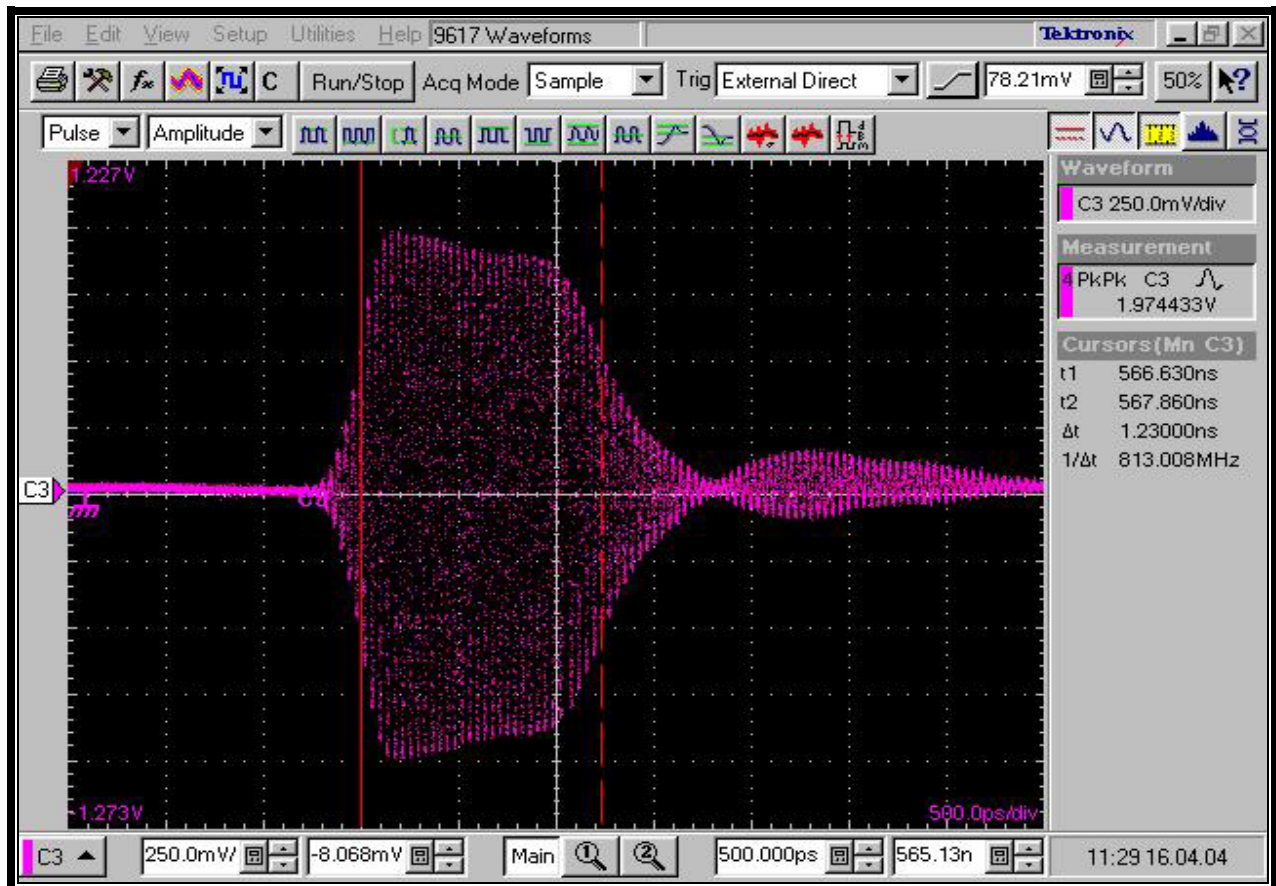 File Edit View Setup Utilities Help 9617 Waveforms Tektronix
C Run/Stop Acq Mode Sample Trig External Direct 78.21mV 50%
Pulse Amplitude
1.227V
Waveform
C3 250.0mV/div
Measurement
4 PkPk C3
1.974433V
Cursors(Mn C3)
t1 566.630ns
t2 567.860ns
Δt 1.23000ns
1/Δt 813.008MHz
C3
-1.273V 500.0ps/div
C3 250.0mV/ -8.068mV Main 1 2 500.000ps 565.13n 11:29 16.04.04